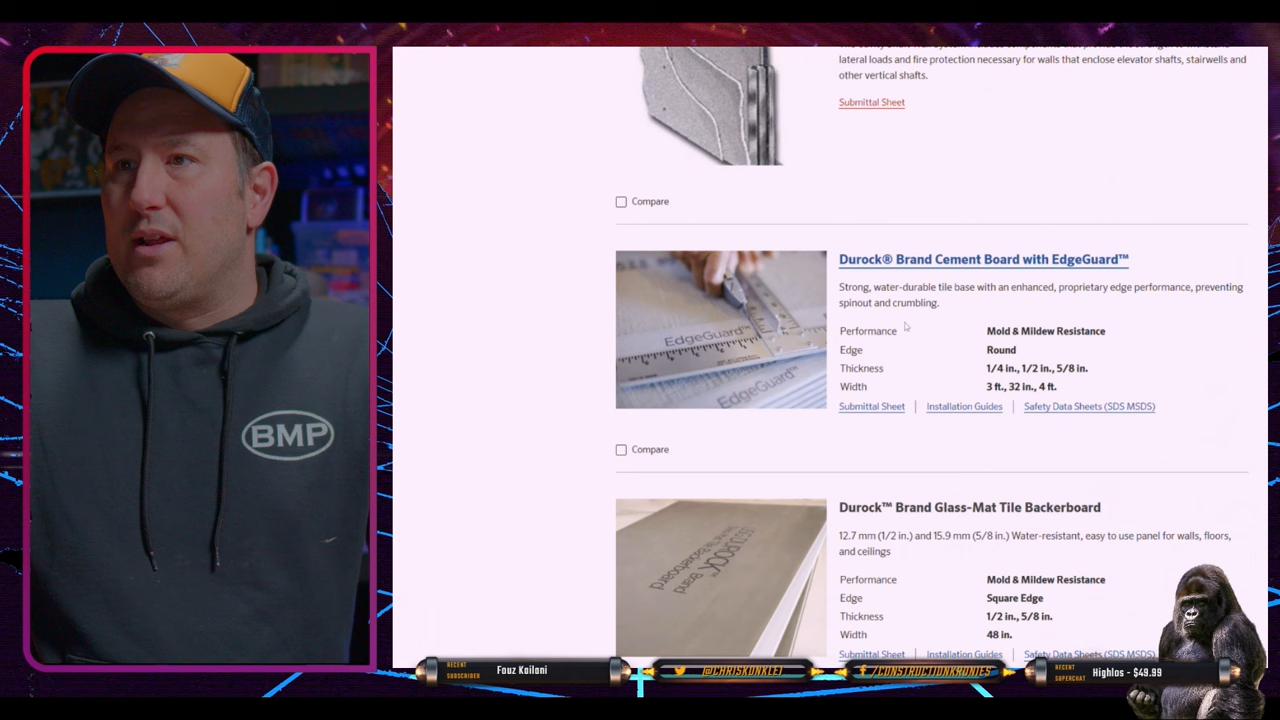 lateral loads and fire protection necessary for walls that enclose elevator shafts, stairwells and
other vertical shafts.
Submittal Sheet
Compare
Durock® Brand Cement Board with EdgeGuard™
Strong, water-durable tile base with an enhanced, proprietary edge performance, preventing
spinout and crumbling.
Performance Mold & Mildew Resistance
Edge Round
Thickness 1/4 in., 1/2 in., 5/8 in.
Width 3 ft., 32 in., 4 ft.
Submittal Sheet | Installation Guides | Safety Data Sheets (SDS MSDS)
EdgeGuard™
EdgeGuard™
Compare
Durock™ Brand Glass-Mat Tile Backerboard
12.7 mm (1/2 in.) and 15.9 mm (5/8 in.) Water-resistant, easy to use panel for walls, floors,
and ceilings
Performance Mold & Mildew Resistance
Edge Square Edge
Thickness 1/2 in., 5/8 in.
Width 48 in.
Submittal Sheet | Installation Guides | Safety Data Sheets (SDS MSDS)
BMP
RECENT
SUBSCRIBER
Fauz Kailani
@CHRISKONKLE1
/CONSTRUCTIONKRONIES
RECENT
SUPERCHAT
Highlos - $49.99